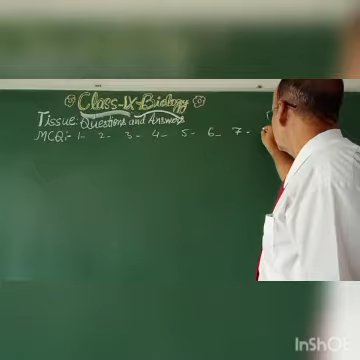 Class-IX-Biology
Tissue: Questions and Answers
MCQ:- 1- 2- 3- 4- 5- 6- 7-
InShOt